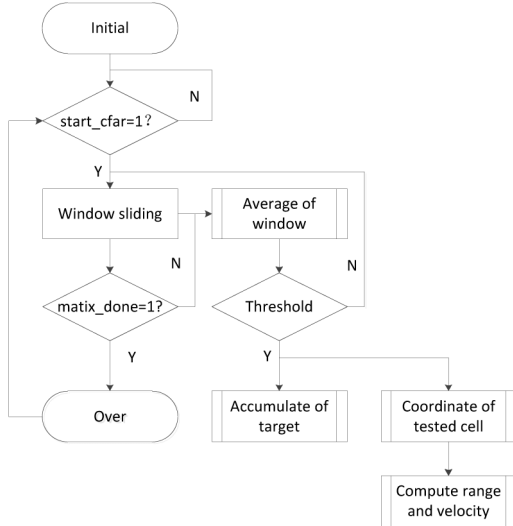 Initial
N
start_cfar=1?
Y
Window sliding
Average of
window
N
N
matix_done=1?
Threshold
Y
Y
Over
Accumulate of
target
Coordinate of
tested cell
Compute range
and velocity